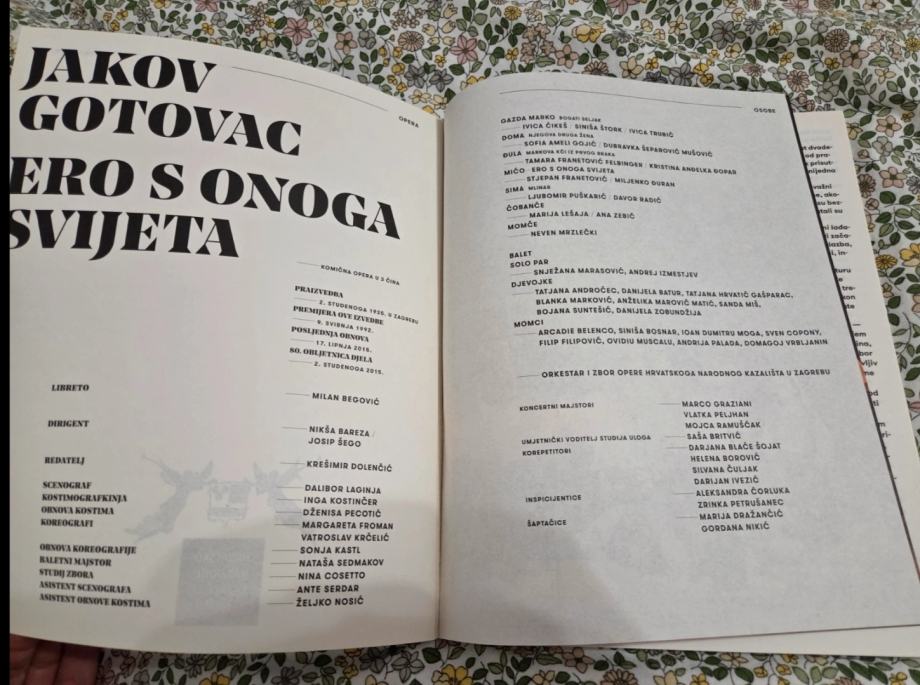 JAKOV
GOTOVAC
ERO S ONOGA
SVIJETA
OPERA
KOMIČNA OPERA U 3 ČINA
PRAIZVEDBA
2. STUDENOGA 1935. U ZAGREBU
PREMIJERA OVE IZVEDBE
9. SVIBNJA 1992.
POSLJEDNJA OBNOVA
17. LIPNJA 2015.
80. OBLJETNICA DJELA
2. STUDENOGA 2015.
LIBRETO
MILAN BEGOVIĆ
DIRIGENT
NIKŠA BAREZA /
JOSIP ŠEGO
REDATELJ
KREŠIMIR DOLENČIĆ
SCENOGRAF DALIBOR LAGINJA
KOSTIMOGRAFKINJA INGA KOSTINČER
OBNOVA KOSTIMA DŽENISA PECOTIĆ
KOREOGRAFI MARGARETA FROMAN
VATROSLAV KRČELIĆ
OBNOVA KOREOGRAFIJE SONJA KASTL
BALETNI MAJSTOR NATAŠA SEDMAKOV
STUDIJ ZBORA NINA COSETTO
ASISTENT SCENOGRAFA ANTE SERDAR
ASISTENT OBNOVE KOSTIMA ŽELJKO NOSIĆ
OSOBE
GAZDA MARKO BOGATI SELJAK
IVICA ČIKEŠ / SINIŠA ŠTORK / IVICA TRUBIĆ
DOMA NJEGOVA DRUGA ŽENA
SOFIA AMELI GOJIĆ / DUBRAVKA ŠEPAROVIĆ MUŠOVIĆ
ĐULA MARKOVA KĆI IZ PRVOG BRAKA
TAMARA FRANETOVIĆ FELBINGER / KRISTINA ANĐELKA ĐOPAR
MIĆO - ERO S ONOGA SVIJETA
STJEPAN FRANETOVIĆ / MILJENKO ĐURAN
SIMA MLINAR
LJUBOMIR PUŠKARIĆ / DAVOR RADIĆ
ČOBANČE
MARIJA LEŠAJA / ANA ZEBIĆ
MOMČE
NEVEN MRZLEČKI
BALET
SOLO PAR
SNJEŽANA MARASOVIĆ, ANDREJ IZMESTJEV
DJEVOJKE
TATJANA ANDROČEC, DANIJELA BATUR, TATJANA HRVATIĆ GAŠPARAC,
BLANKA MARKOVIĆ, ANŽELIKA MAROVIĆ MATIĆ, SANDA MIŠ,
BOJANA SUNTEŠIĆ, DANIJELA ZOBUNDŽIJA
MOMCI
ARCADIE BELENCO, SINIŠA BOSNAR, IOAN DUMITRU MOGA, SVEN COPONY,
FILIP FILIPOVIĆ, OVIDIU MUSCALU, ANDRIJA PALADA, DOMAGOJ VRBLJANIN
ORKESTAR I ZBOR OPERE HRVATSKOGA NARODNOG KAZALIŠTA U ZAGREBU
KONCERTNI MAJSTORI MARCO GRAZIANI
VLATKA PELJHAN
MOJCA RAMUŠĆAK
UMJETNIČKI VODITELJ STUDIJA ULOGA SAŠA BRITVIĆ
KOREPETITORI DARJANA BLAĆE ŠOJAT
HELENA BOROVIĆ
SILVANA ČULJAK
DARIJAN IVEZIĆ
INSPICIJENTICE ALEKSANDRA ĆORLUKA
ZRINKA PETRUŠANEC
ŠAPTAČICE MARIJA DRAŽANČIĆ
GORDANA NIKIĆ